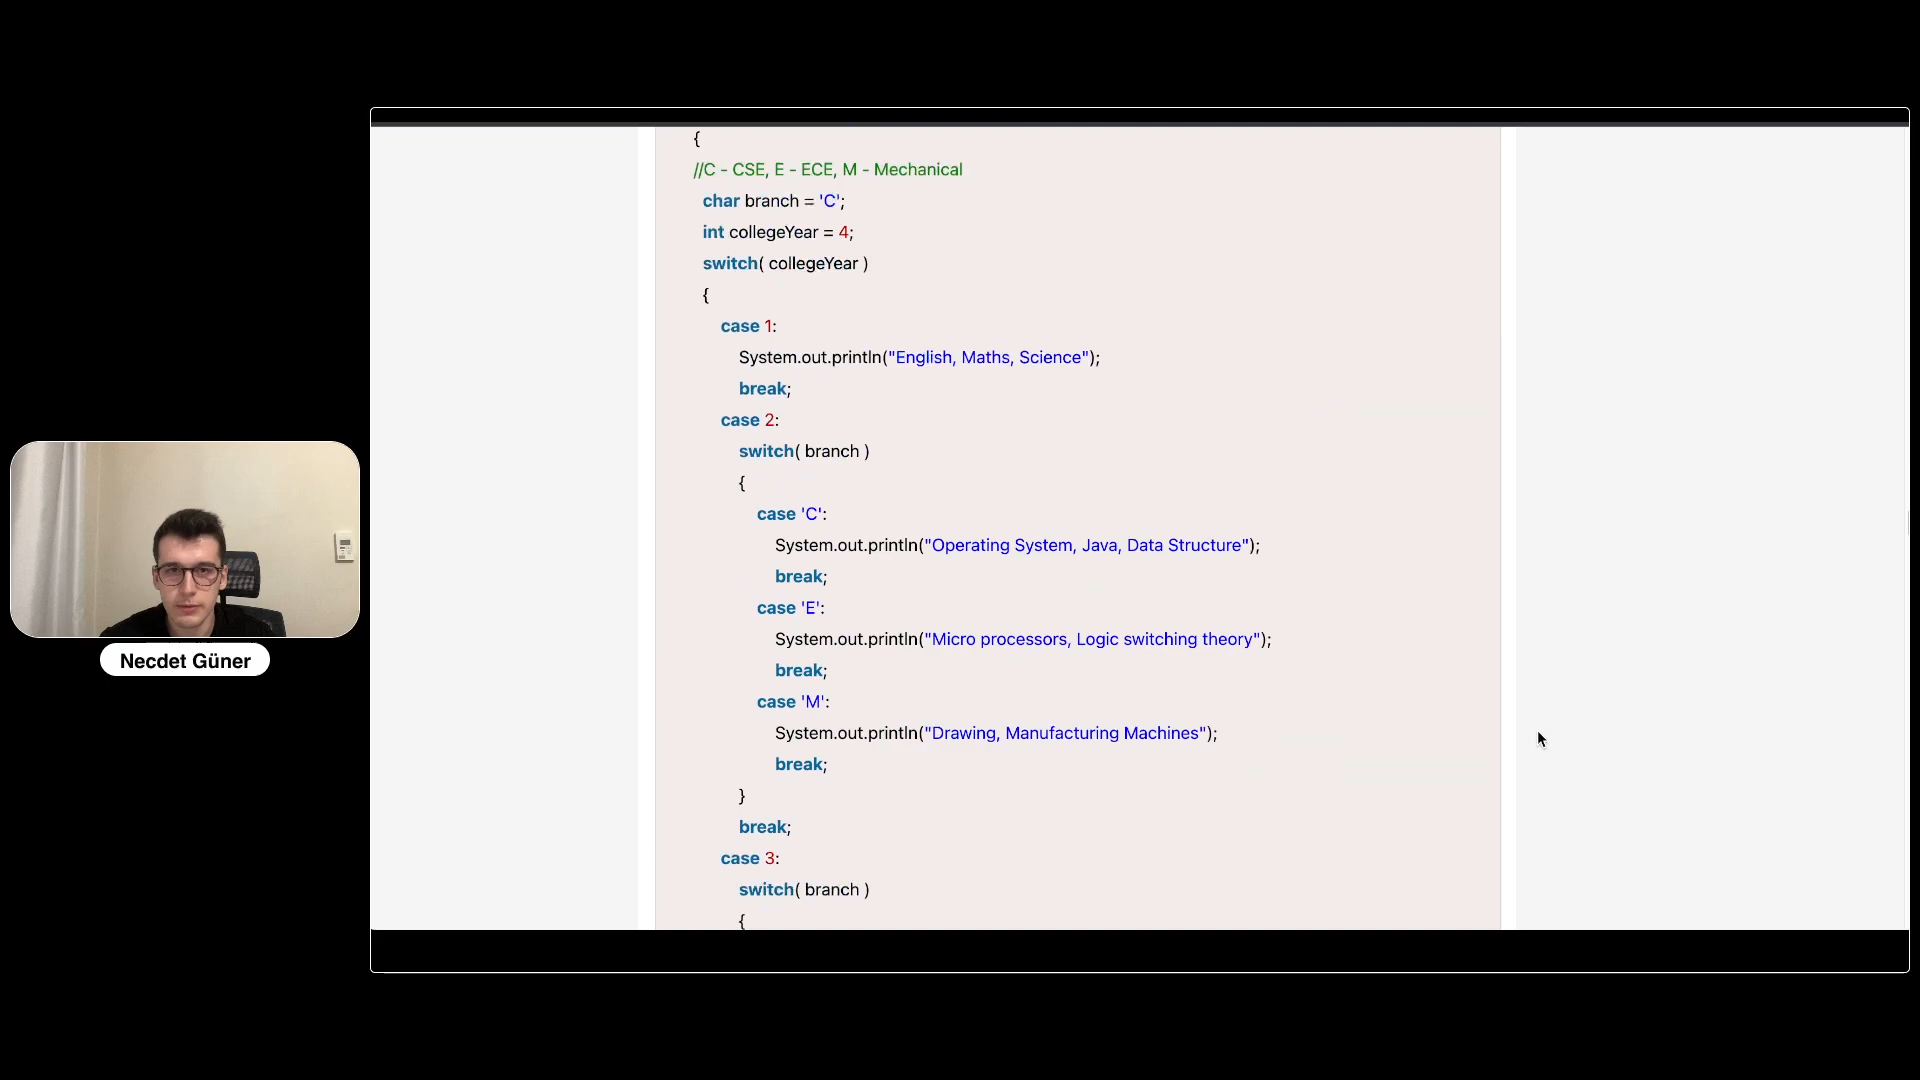 {
//C - CSE, E - ECE, M - Mechanical
char branch = 'C';
int collegeYear = 4;
switch( collegeYear )
{
case 1:
System.out.println("English, Maths, Science");
break;
case 2:
switch( branch )
{
case 'C':
System.out.println("Operating System, Java, Data Structure");
break;
case 'E':
System.out.println("Micro processors, Logic switching theory");
break;
case 'M':
System.out.println("Drawing, Manufacturing Machines");
break;
}
break;
case 3:
switch( branch )
{
Necdet Güner